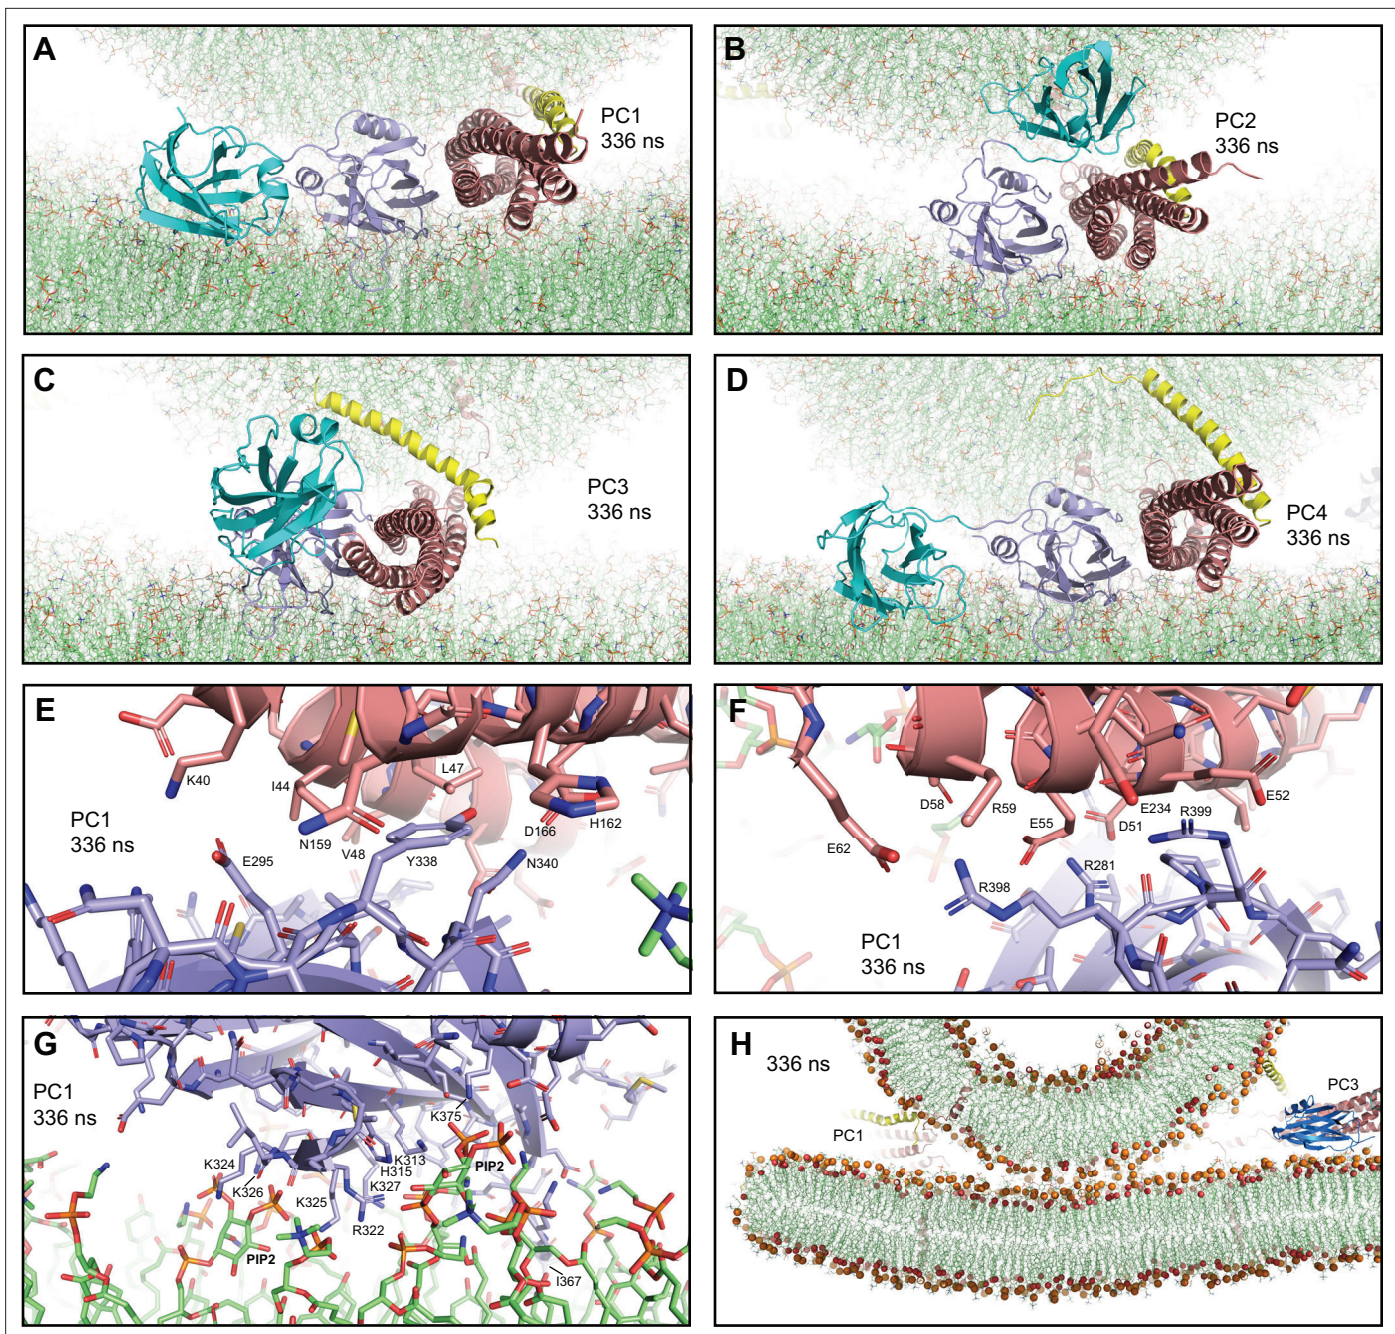 A
PC1
336 ns
B
PC2
336 ns
C
PC3
336 ns
D
PC4
336 ns
E
K40
I44
L47
N159
V48
D166
H162
PC1
336 ns
E295
Y338
N340
F
D58
R59
E52
E55
E234
R399
D51
E62
R281
R398
PC1
336 ns
G
PC1
336 ns
K375
K324
K313
H315
PIP2
K326
K327
K325
R322
PIP2
I367
H
336 ns
PC3
PC1